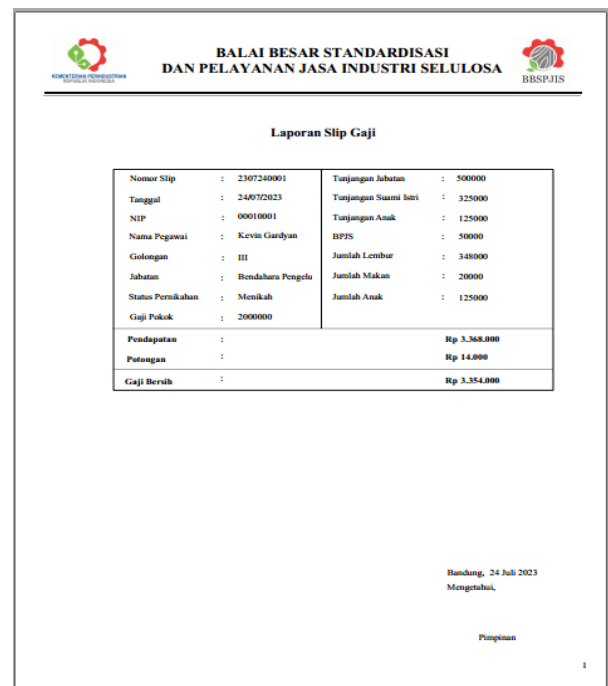 BALAI BESAR STANDARDISASI
DAN PELAYANAN JASA INDUSTRI SELULOSA
KEMENTERIAN PERINDUSTRIAN
REPUBLIK INDONESIA
BBSPJIS
Laporan Slip Gaji
Nomor Slip : 2307240001
Tanggal : 24/07/2023
NIP : 00010001
Nama Pegawai : Kevin Gardyan
Golongan : III
Jabatan : Bendahara Pengelu
Status Pernikahan : Menikah
Gaji Pokok : 2000000
Tunjangan Jabatan : 500000
Tunjangan Suami Istri : 325000
Tunjangan Anak : 125000
BPJS : 50000
Jumlah Lembur : 348000
Jumlah Makan : 20000
Jumlah Anak : 125000
Pendapatan : Rp 3.368.000
Potongan : Rp 14.000
Gaji Bersih : Rp 3.354.000
Bandung, 24 Juli 2023
Mengetahui,
Pimpinan
1